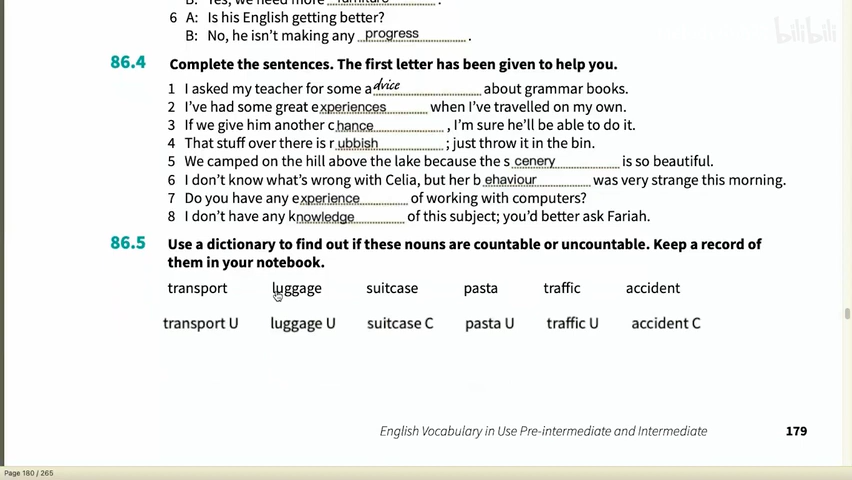 B: Yes, we need more furniture.
6 A: Is his English getting better?
B: No, he isn't making any progress.
bilibili
86.4 Complete the sentences. The first letter has been given to help you.
1 I asked my teacher for some advice about grammar books.
2 I've had some great experiences when I've travelled on my own.
3 If we give him another chance, I'm sure he'll be able to do it.
4 That stuff over there is rubbish; just throw it in the bin.
5 We camped on the hill above the lake because the scenery is so beautiful.
6 I don't know what's wrong with Celia, but her behaviour was very strange this morning.
7 Do you have any experience of working with computers?
8 I don't have any knowledge of this subject; you'd better ask Fariah.
86.5 Use a dictionary to find out if these nouns are countable or uncountable. Keep a record of
them in your notebook.
transport luggage suitcase pasta traffic accident
transport U luggage U suitcase C pasta U traffic U accident C
English Vocabulary in Use Pre-intermediate and Intermediate 179
Page 180 / 265